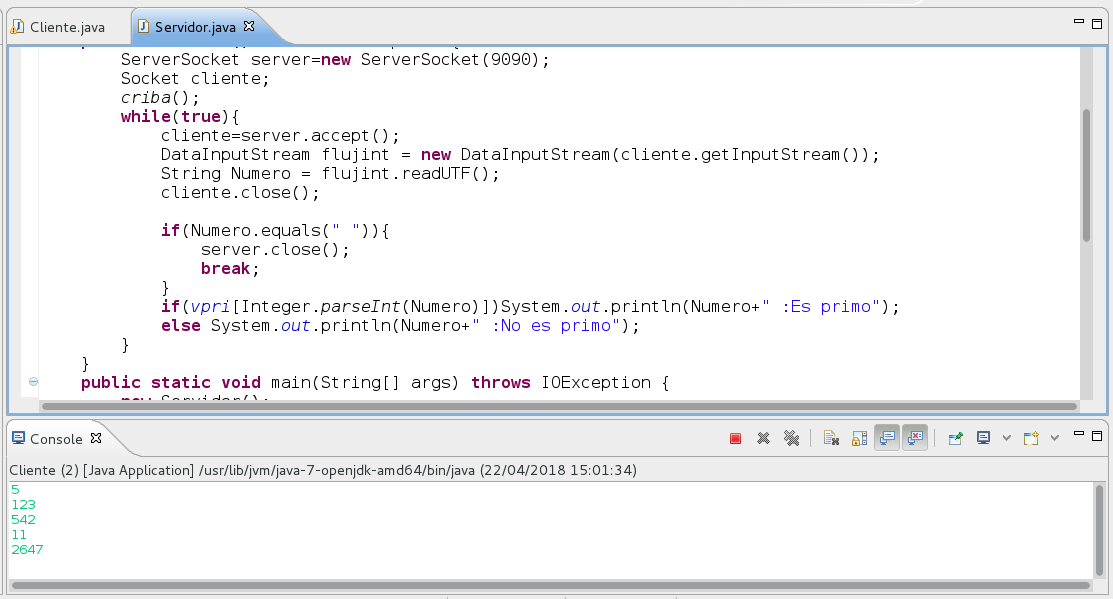 Cliente.java Servidor.java
ServerSocket server=new ServerSocket(9090);
Socket cliente;
criba();
while(true){
cliente=server.accept();
DataInputStream flujint = new DataInputStream(cliente.getInputStream());
String Numero = flujint.readUTF();
cliente.close();
if(Numero.equals(" ")){
server.close();
break;
}
if(vpri[Integer.parseInt(Numero)])System.out.println(Numero+" :Es primo");
else System.out.println(Numero+" :No es primo");
}
}
public static void main(String[] args) throws IOException {
new Servidor();
Console
Cliente (2) [Java Application] /usr/lib/jvm/java-7-openjdk-amd64/bin/java (22/04/2018 15:01:34)
5
123
542
11
2647